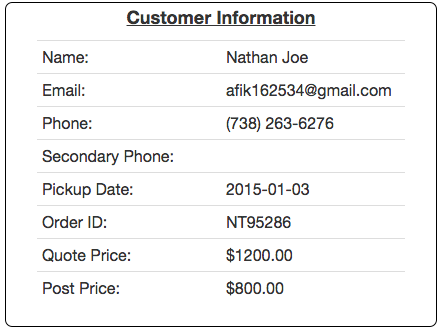 Customer Information
Name: Nathan Joe
Email: afik162534@gmail.com
Phone: (738) 263-6276
Secondary Phone:
Pickup Date: 2015-01-03
Order ID: NT95286
Quote Price: $1200.00
Post Price: $800.00